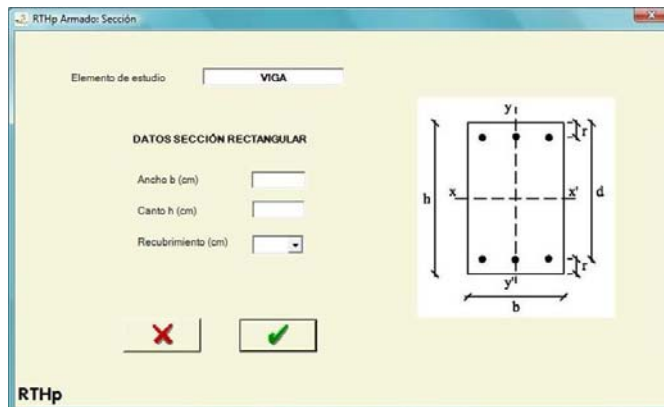 RTHp Armado: Sección
Elemento de estudio VIGA
DATOS SECCIÓN RECTANGULAR
Ancho b (cm)
Canto h (cm)
Recubrimiento (cm)
y
r
h
x
x'
d
y'
r
b
RTHp